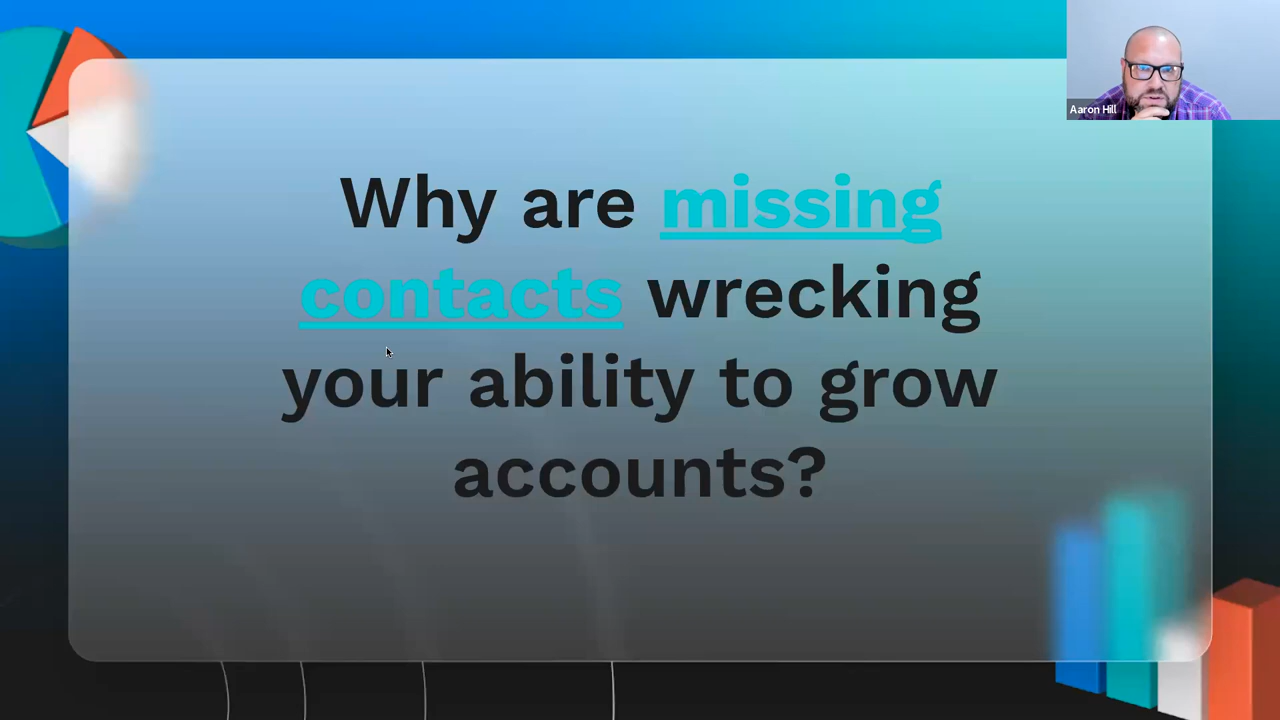 Aaron Hill
Why are missing
contacts wrecking
your ability to grow
accounts?